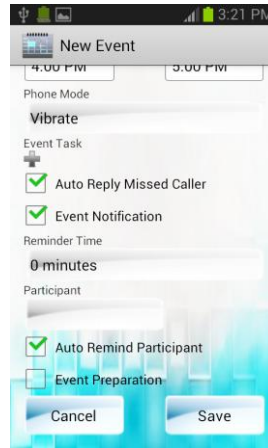 3:21 PM
New Event
4:00 PM 5:00 PM
Phone Mode
Vibrate
Event Task
Auto Reply Missed Caller
Event Notification
Reminder Time
0 minutes
Participant
Auto Remind Participant
Event Preparation
Cancel Save